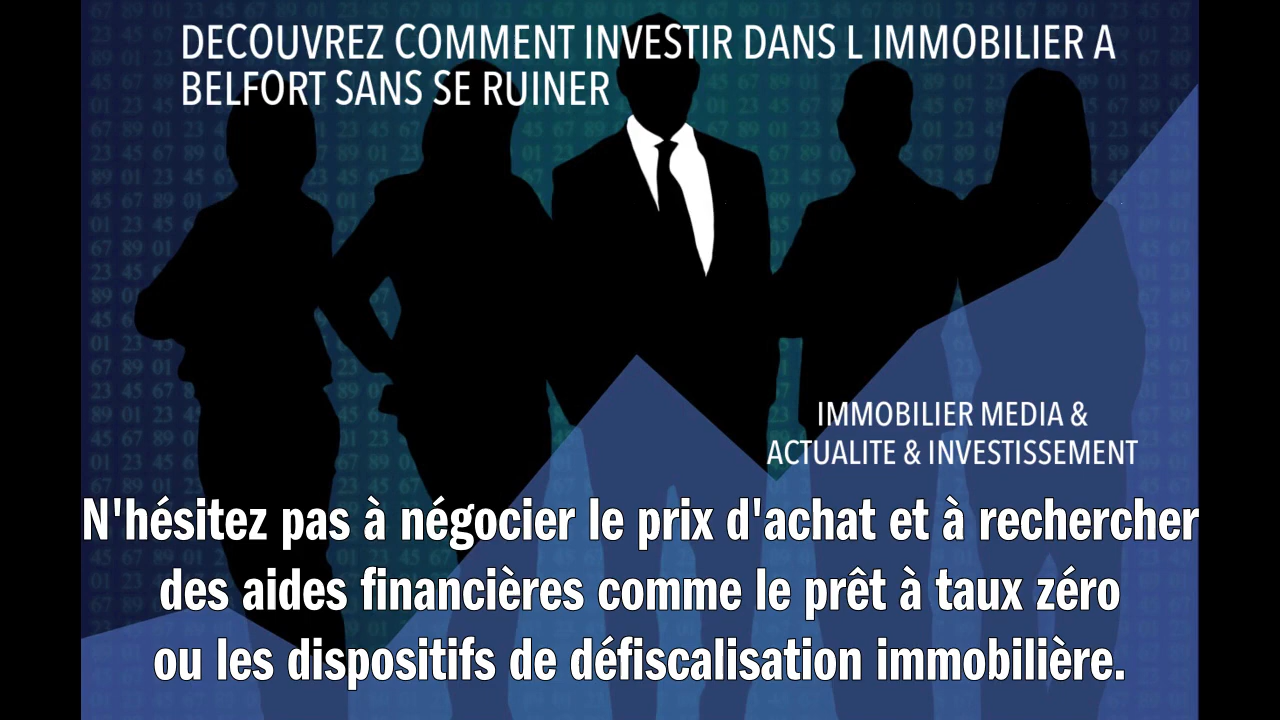 DECOUVREZ COMMENT INVESTIR DANS L IMMOBILIER A
BELFORT SANS SE RUINER
IMMOBILIER MEDIA &
ACTUALITE & INVESTISSEMENT
N'hésitez pas à négocier le prix d'achat et à rechercher
des aides financières comme le prêt à taux zéro
ou les dispositifs de défiscalisation immobilière.